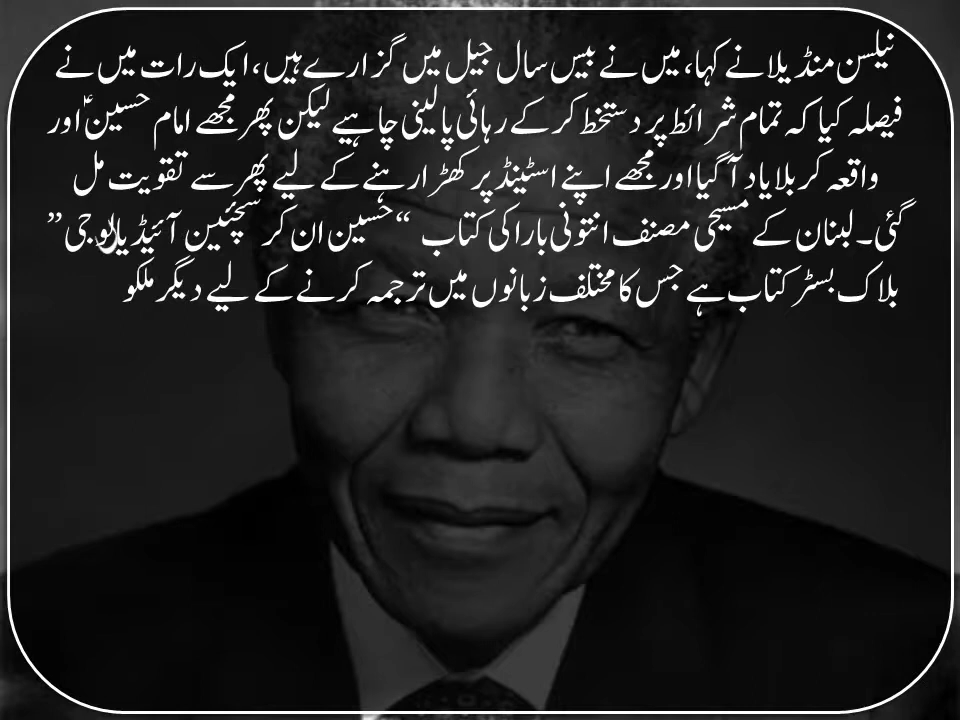 نیلسن منڈیلا نے کہا، میں نے بیس سال جیل میں گزارے ہیں، ایک رات میں نے
فیصلہ کیا کہ تمام شرائط پر دستخط کر کے رہائی پا لینی چاہیے لیکن پھر مجھے امام حسینؑ اور
واقعہ کربلا یاد آگیا اور مجھے اپنے اسٹینڈ پر کھڑا رہنے کے لیے پھر سے تقویت مل
گئی۔ لبنان کے مسیحی مصنف انتونی بارا کی کتاب “حسین ان کرسچئین آئیڈیالوجی”
بلاک بسٹر کتاب ہے جس کا مختلف زبانوں میں ترجمہ کرنے کے لیے دیگر ملکو